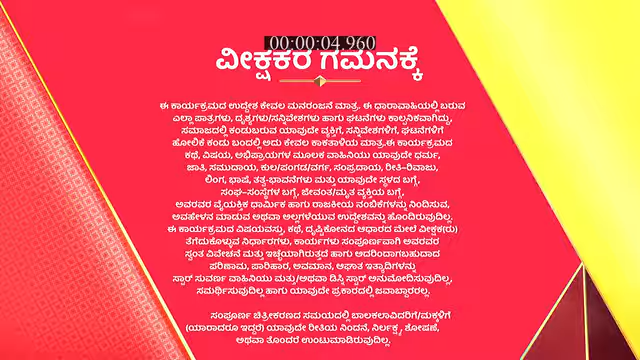 00:00:04.960
ವೀಕ್ಷಕರ ಗಮನಕ್ಕೆ
ಈ ಕಾರ್ಯಕ್ರಮದ ಉದ್ದೇಶ ಕೇವಲ ಮನರಂಜನೆ ಮಾತ್ರ. ಈ ಧಾರಾವಾಹಿಯಲ್ಲಿ ಬರುವ
ಎಲ್ಲಾ ಪಾತ್ರಗಳು, ದೃಶ್ಯಗಳು/ಸನ್ನಿವೇಶಗಳು ಹಾಗು ಘಟನೆಗಳು ಕಾಲ್ಪನಿಕವಾಗಿದ್ದು,
ಸಮಾಜದಲ್ಲಿ ಕಂಡುಬರುವ ಯಾವುದೇ ವ್ಯಕ್ತಿಗೆ, ಸನ್ನಿವೇಶಗಳಿಗೆ, ಘಟನೆಗಳಿಗೆ
ಹೋಲಿಕೆ ಕಂಡು ಬಂದಲ್ಲಿ ಅದು ಕೇವಲ ಕಾಕತಾಳಿಯ ಮಾತ್ರ.ಈ ಕಾರ್ಯಕ್ರಮದ
ಕಥೆ, ವಿಷಯ, ಅಭಿಪ್ರಾಯಗಳ ಮೂಲಕ ವಾಹಿನಿಯು ಯಾವುದೇ ಧರ್ಮ,
ಜಾತಿ, ಸಮುದಾಯ, ಕುಲ/ಪಂಗಡ/ವರ್ಗ, ಸಂಪ್ರದಾಯ, ರೀತಿ-ರಿವಾಜು,
ಲಿಂಗ, ಭಾಷೆ, ತತ್ವ-ಭಾವನೆಗಳು ಮತ್ತು ಯಾವುದೇ ಸ್ಥಳದ ಬಗ್ಗೆ,
ಸಂಘ-ಸಂಸ್ಥೆಗಳ ಬಗ್ಗೆ, ಜೀವಂತ/ಮೃತ ವ್ಯಕ್ತಿಯ ಬಗ್ಗೆ,
ಅವರವರ ವೈಯಕ್ತಿಕ ಧಾರ್ಮಿಕ ಹಾಗು ರಾಜಕೀಯ ನಂಬಿಕೆಗಳನ್ನು ನಿಂದಿಸುವ,
ಅವಹೇಳನ ಮಾಡುವ ಅಥವಾ ಅಲ್ಲಗಳೆಯುವ ಉದ್ದೇಶವನ್ನು ಹೊಂದಿರುವುದಿಲ್ಲ.
ಈ ಕಾರ್ಯಕ್ರಮದ ವಿಷಯವಸ್ತು, ಕಥೆ, ದೃಷ್ಟಿಕೋನದ ಆಧಾರದ ಮೇಲೆ ವೀಕ್ಷಕ(ರು)
ತೆಗೆದುಕೊಳ್ಳುವ ನಿರ್ಧಾರಗಳು, ಕಾರ್ಯಗಳು ಸಂಪೂರ್ಣವಾಗಿ ಅವರವರ
ಸ್ವಂತ ವಿವೇಚನೆ ಮತ್ತು ಇಚ್ಛೆಯಾಗಿರುತ್ತದೆ ಹಾಗು ಅದರಿಂದಾಗಬಹುದಾದ
ಪರಿಣಾಮ, ಪಾರಿಹಾರ, ಅವಮಾನ, ಆಘಾತ ಇತ್ಯಾದಿಗಳನ್ನು
ಸ್ಟಾರ್ ಸುವರ್ಣ ವಾಹಿನಿಯು ಮತ್ತು/ಅಥವಾ ಡಿಸ್ನಿ ಸ್ಟಾರ್ ಅನುಮೋದಿಸುವುದಿಲ್ಲ,
ಸಮರ್ಥಿಸುವುದಿಲ್ಲ ಹಾಗು ಯಾವುದೇ ಪ್ರಕಾರದಲ್ಲಿ ಜವಾಬ್ದಾರರಲ್ಲ.
ಸಂಪೂರ್ಣ ಚಿತ್ರೀಕರಣದ ಸಮಯದಲ್ಲಿ ಬಾಲಕಲಾವಿದರಿಗೆ/ಮಕ್ಕಳಿಗೆ
(ಯಾರಾದರೂ ಇದ್ದರೆ) ಯಾವುದೇ ರೀತಿಯ ನಿಂದನೆ, ನಿರ್ಲಕ್ಷ್ಯ, ಶೋಷಣೆ,
ಅಥವಾ ತೊಂದರೆ ಉಂಟುಮಾಡಿರುವುದಿಲ್ಲ.